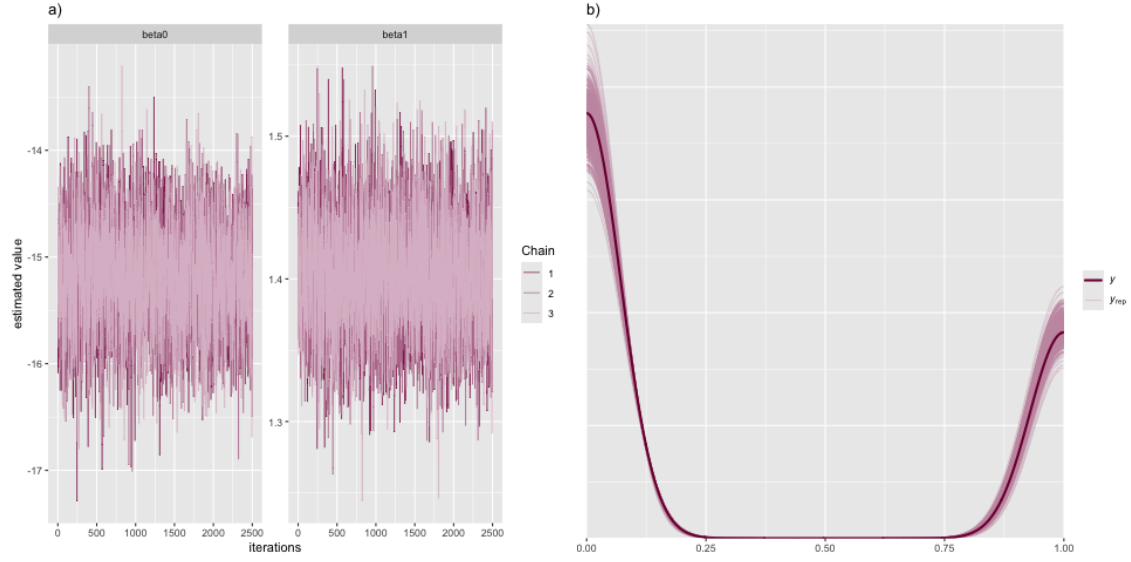 a)
beta0
beta1
-14
-15
-16
-17
1.5
1.4
1.3
estimated value
0 500 1000 1500 2000 2500
0 500 1000 1500 2000 2500
iterations
Chain
1
2
3
b)
0.00 0.25 0.50 0.75 1.00
y
yrep